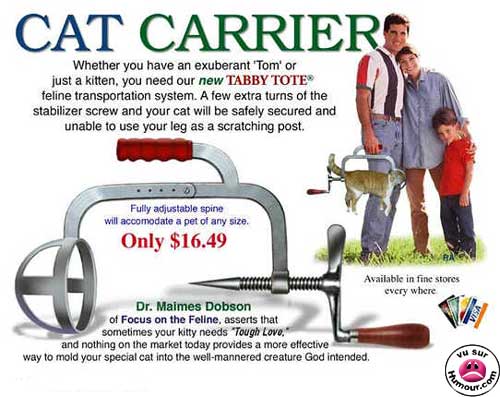 CAT CARRIER
Whether you have an exuberant 'Tom' or
just a kitten, you need our new TABBY TOTE®
feline transportation system. A few extra turns of the
stabilizer screw and your cat will be safely secured and
unable to use your leg as a scratching post.
Fully adjustable spine
will accomodate a pet of any size.
Only $16.49
Available in fine stores
every where
VISA
Dr. Maimes Dobson
of Focus on the Feline, asserts that
sometimes your kitty needs "Tough Love,"
and nothing on the market today provides a more effective
way to mold your special cat into the well-mannered creature God intended.
vu sur
Humour.com